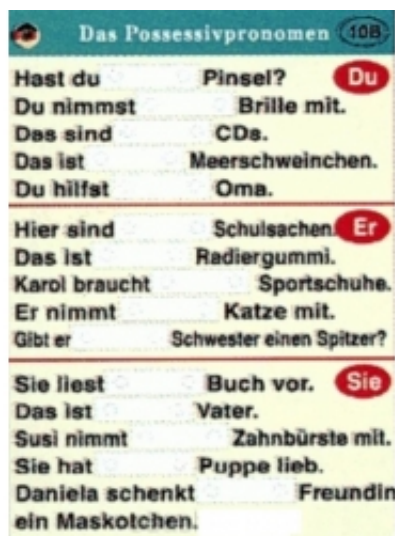 Das Possessivpronomen 10B
Hast du Pinsel? Du
Du nimmst Brille mit.
Das sind CDs.
Das ist Meerschweinchen.
Du hilfst Oma.
Hier sind Schulsachen. Er
Das ist Radiergummi.
Karol braucht Sportschuhe.
Er nimmt Katze mit.
Gibt er Schwester einen Spitzer?
Sie liest Buch vor. Sie
Das ist Vater.
Susi nimmt Zahnbürste mit.
Sie hat Puppe lieb.
Daniela schenkt Freundin
ein Maskotchen.